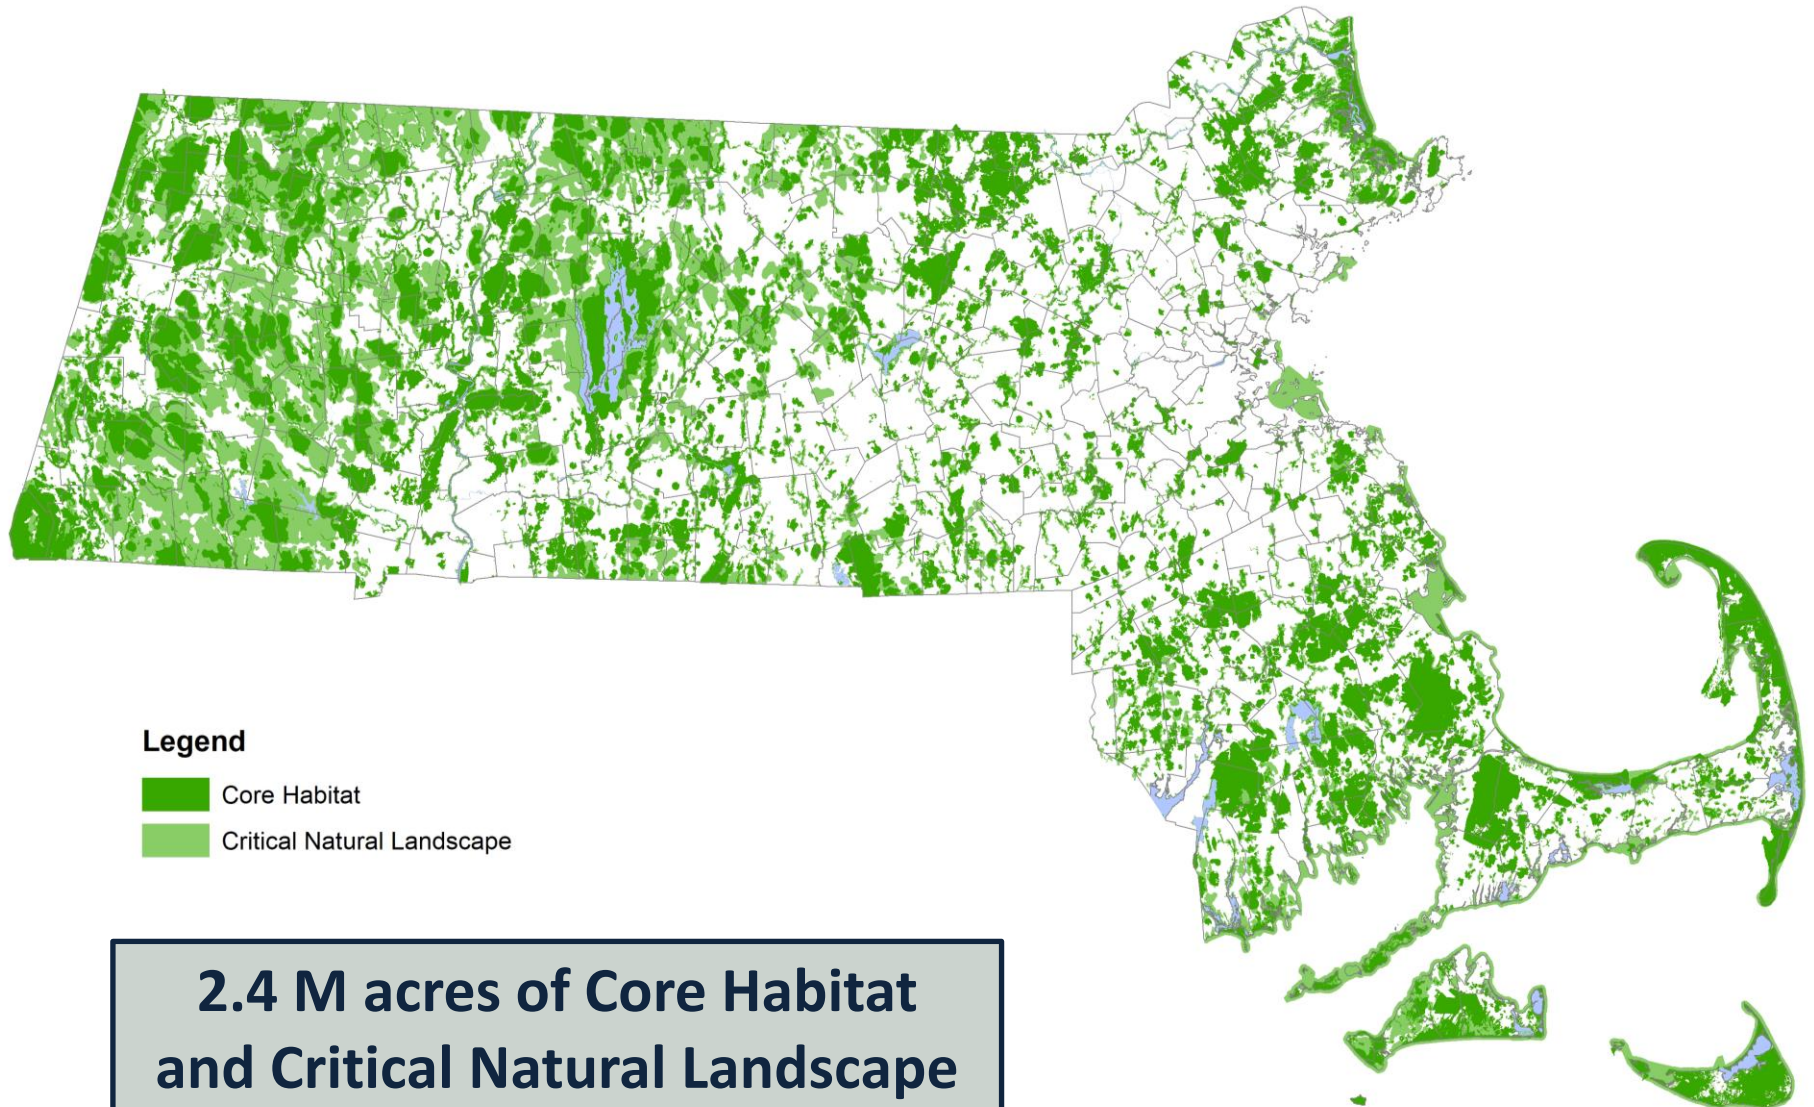 Legend
Core Habitat
Critical Natural Landscape
2.4 M acres of Core Habitat
and Critical Natural Landscape